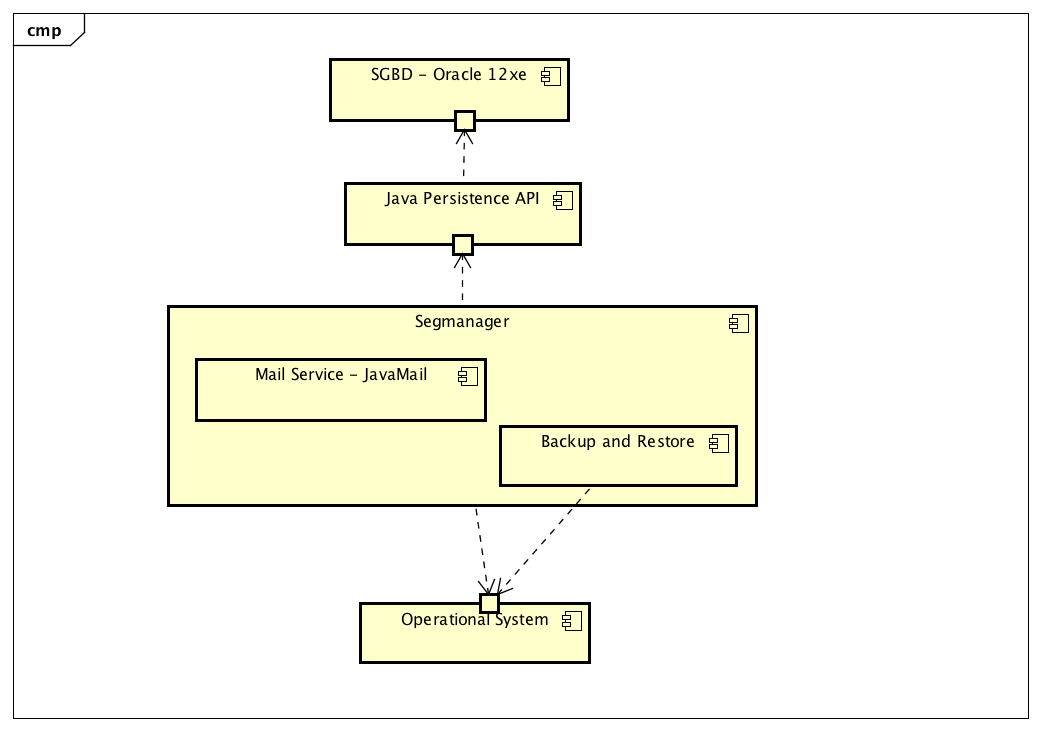 cmp
SGBD - Oracle 12xe
Java Persistence API
Segmanager
Mail Service - JavaMail
Backup and Restore
Operational System